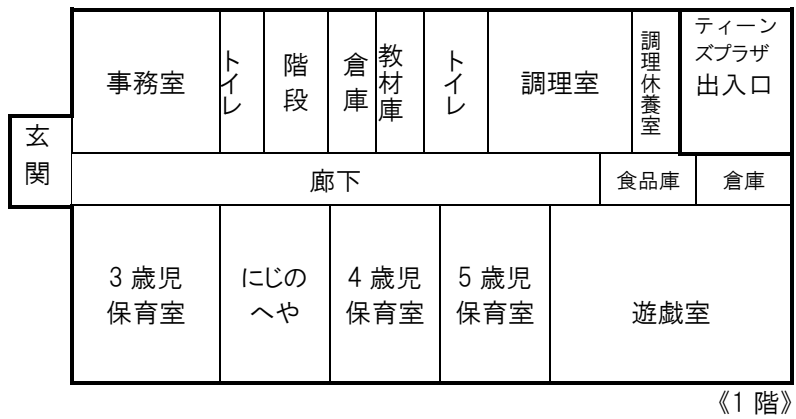 事務室
トイレ
階段
倉庫
教材庫
トイレ
調理室
調理休養室
ティーン
ズプラザ
出入口
玄関
廊下
食品庫
倉庫
3 歳児
保育室
にじの
へや
4 歳児
保育室
5 歳児
保育室
遊戯室
《1 階》